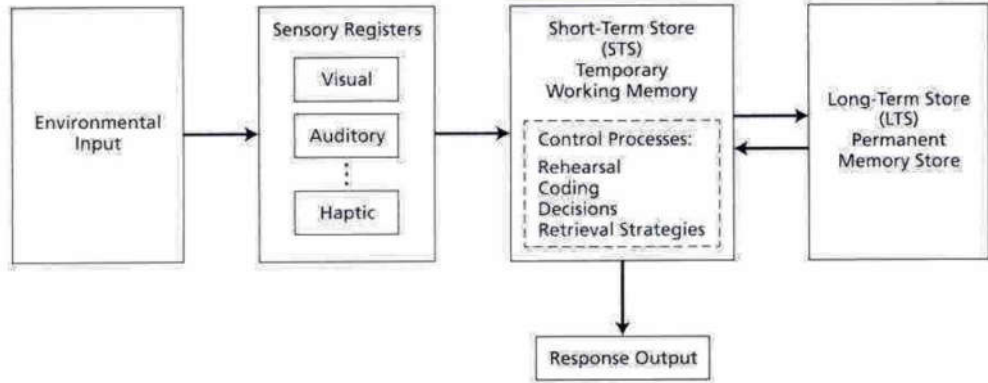 Environmental
Input
Sensory Registers
Visual
Auditory
Haptic
Short-Term Store
(STS)
Temporary
Working Memory
Control Processes:
Rehearsal
Coding
Decisions
Retrieval Strategies
Long-Term Store
(LTS)
Permanent
Memory Store
Response Output